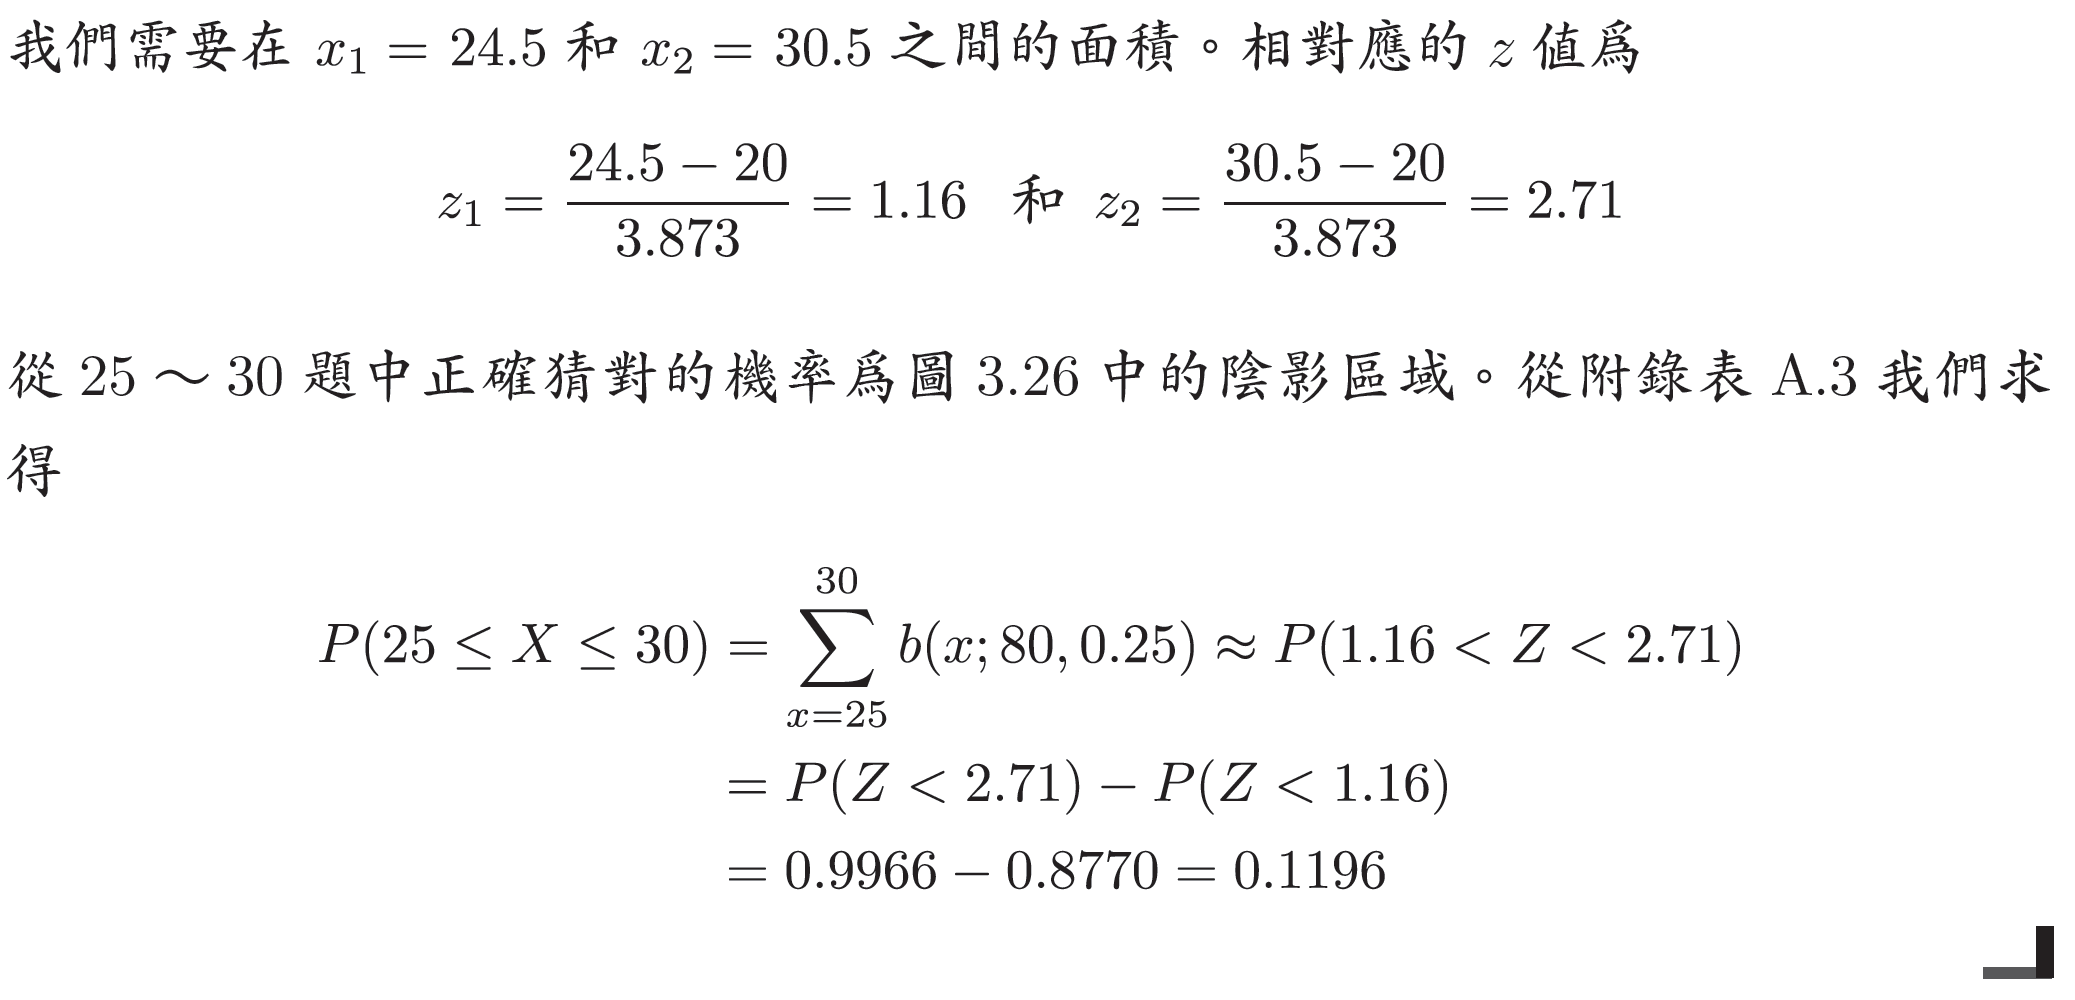 我們需要在 x₁ = 24.5 和 x₂ = 30.5 之間的面積。相對應的 z 值爲
z₁ = (24.5 − 20)/3.873 = 1.16 和 z₂ = (30.5 − 20)/3.873 = 2.71
從 25 ∼ 30 題中正確猜對的機率爲圖 3.26 中的陰影區域。從附錄表 A.3 我們求
得
P(25 ≤ X ≤ 30) = ∑_{x=25}^{30} b(x; 80, 0.25) ≈ P(1.16 < Z < 2.71)
= P(Z < 2.71) − P(Z < 1.16)
= 0.9966 − 0.8770 = 0.1196